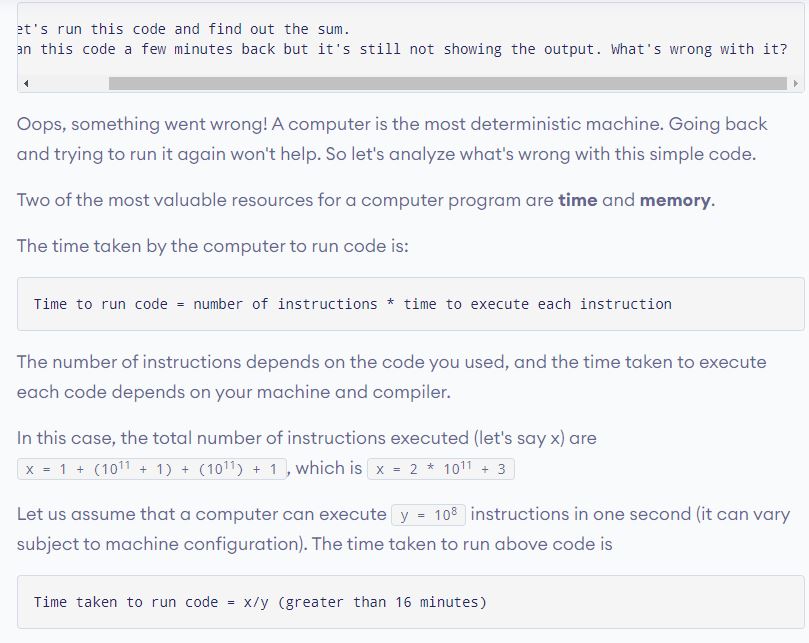 et's run this code and find out the sum.
an this code a few minutes back but it's still not showing the output. What's wrong with it?
Oops, something went wrong! A computer is the most deterministic machine. Going back
and trying to run it again won't help. So let's analyze what's wrong with this simple code.
Two of the most valuable resources for a computer program are time and memory.
The time taken by the computer to run code is:
Time to run code = number of instructions * time to execute each instruction
The number of instructions depends on the code you used, and the time taken to execute
each code depends on your machine and compiler.
In this case, the total number of instructions executed (let's say x) are
x = 1 + (10¹¹ + 1) + (10¹¹) + 1, which is x = 2 * 10¹¹ + 3
Let us assume that a computer can execute y = 10⁸ instructions in one second (it can vary
subject to machine configuration). The time taken to run above code is
Time taken to run code = x/y (greater than 16 minutes)